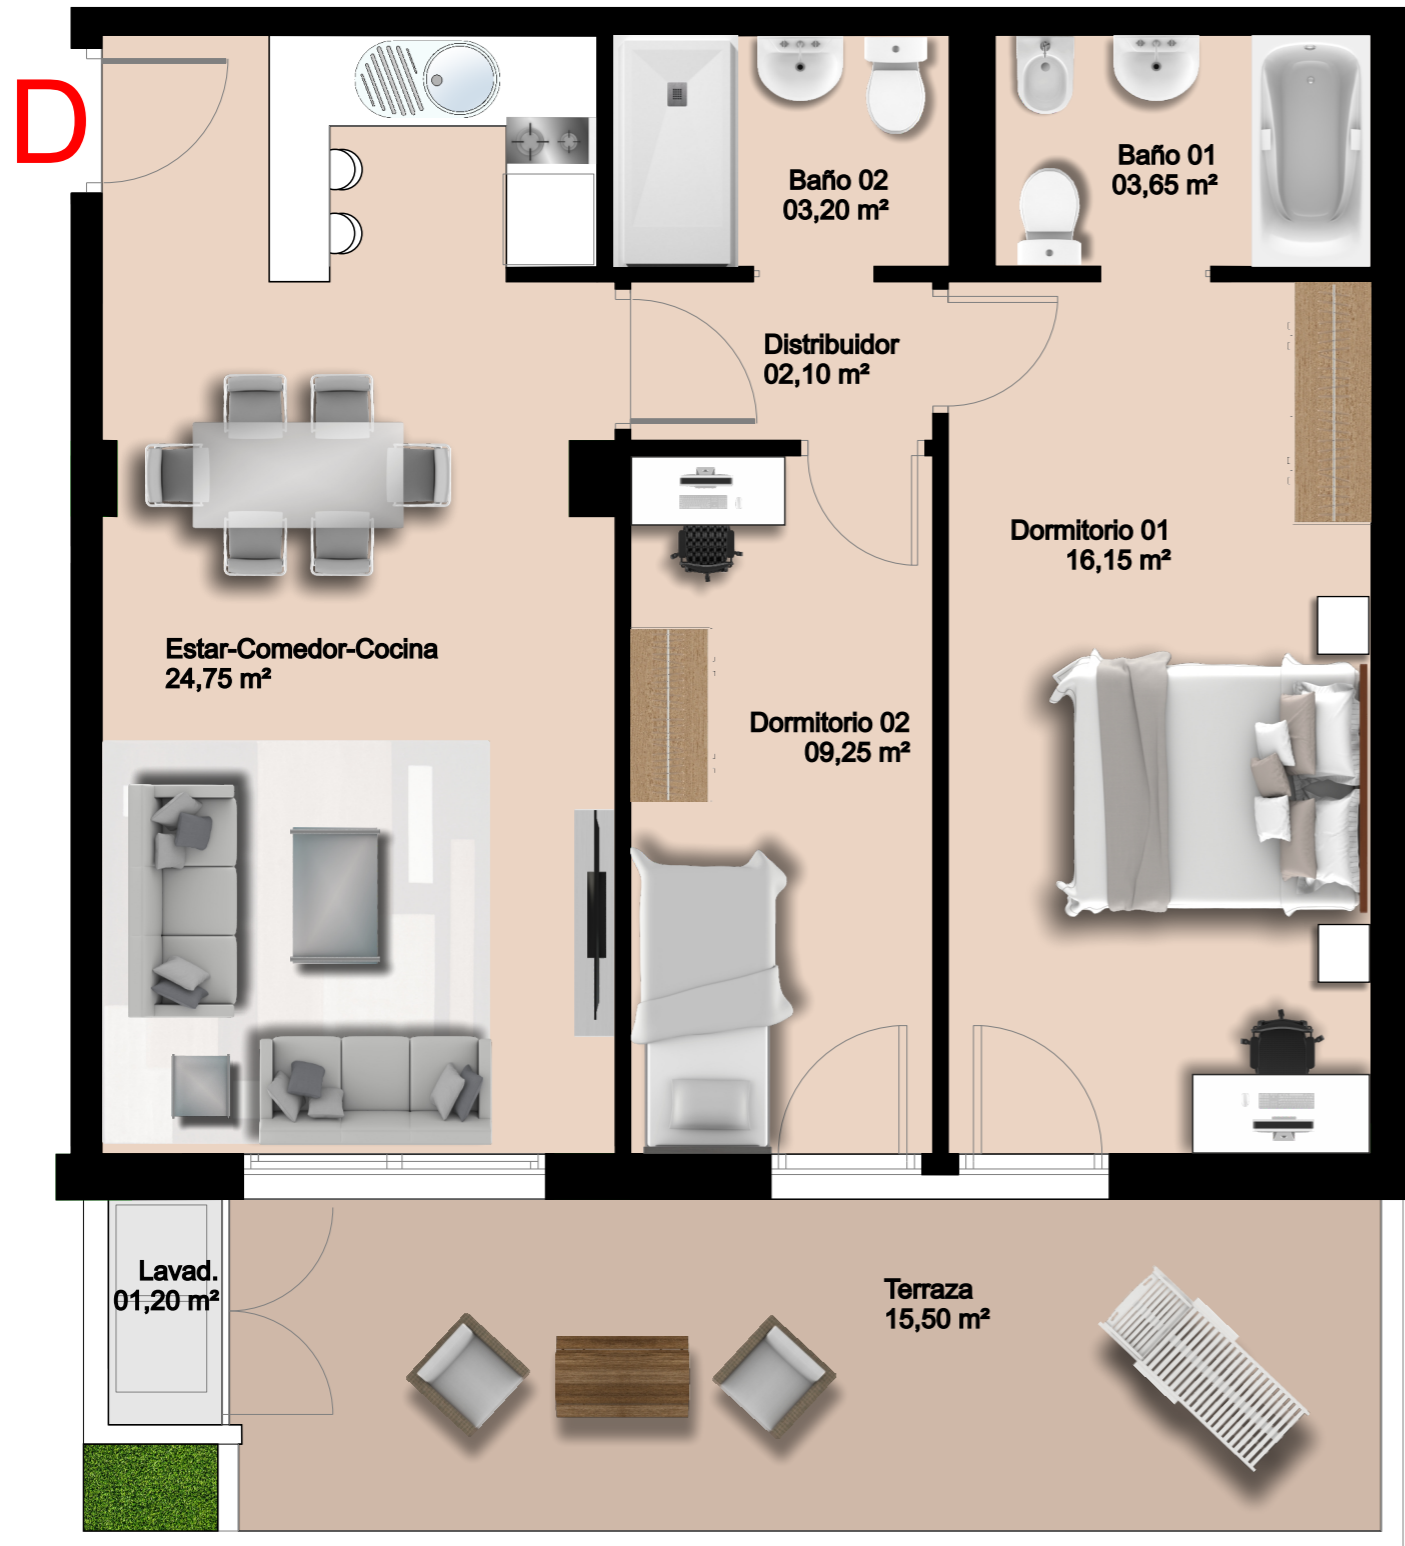 D
Baño 02
03,20 m²
Baño 01
03,65 m²
Distribuidor
02,10 m²
Dormitorio 01
16,15 m²
Estar-Comedor-Cocina
24,75 m²
Dormitorio 02
09,25 m²
Lavad.
01,20 m²
Terraza
15,50 m²